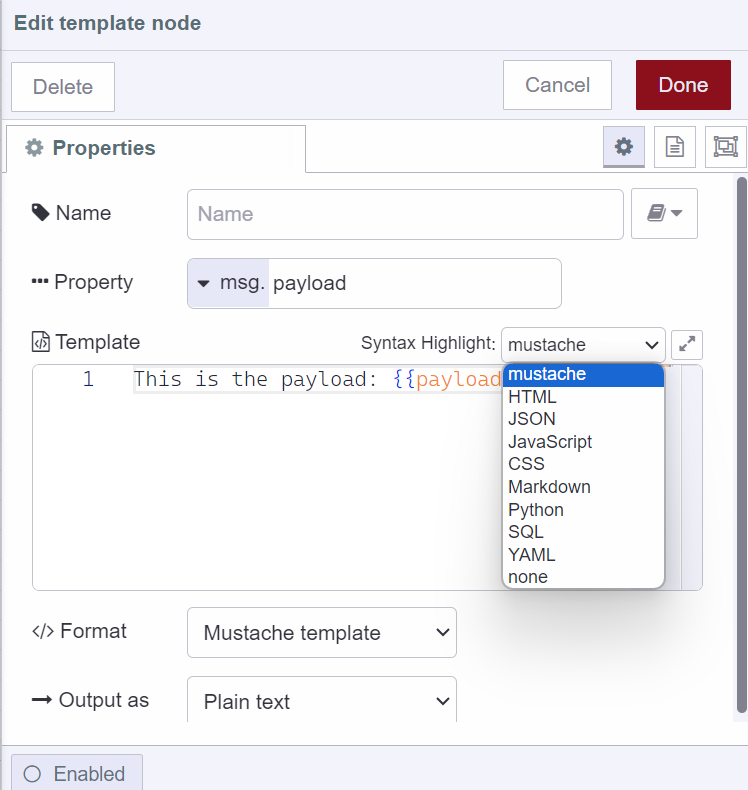 Edit template node
Delete
Cancel
Done
Properties
Name
Name
Property
msg. payload
Template
Syntax Highlight:
mustache
1 This is the payload: {{payload
mustache
HTML
JSON
JavaScript
CSS
Markdown
Python
SQL
YAML
none
Format
Mustache template
Output as
Plain text
Enabled